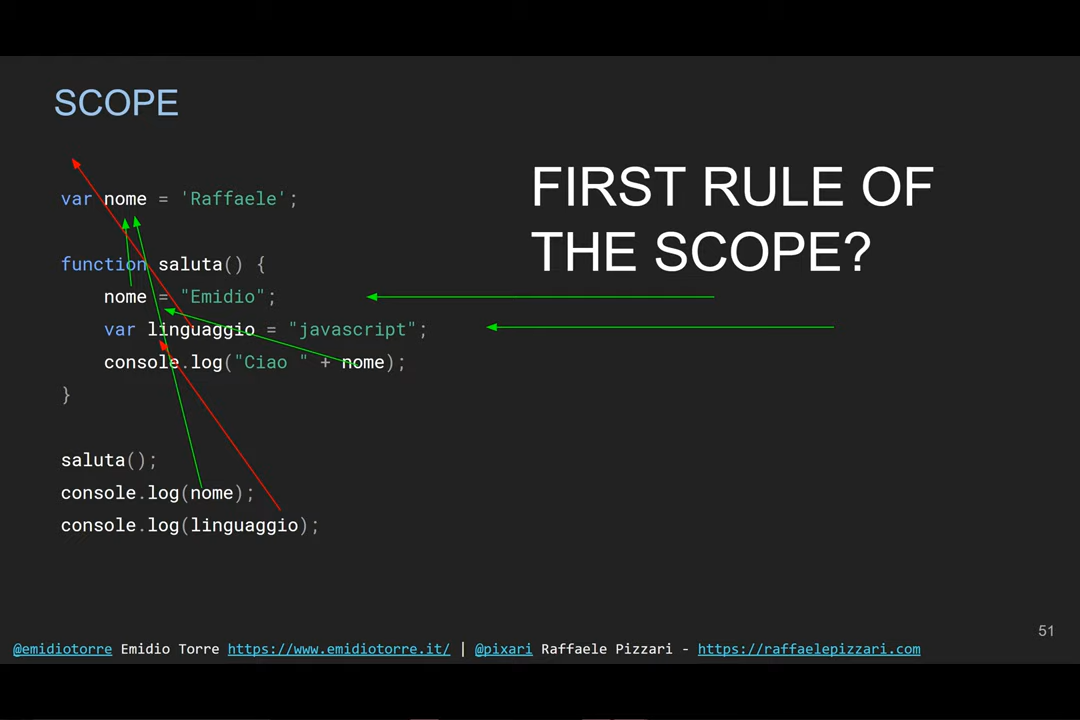 SCOPE
var nome = 'Raffaele';
function saluta() {
nome = "Emidio";
var linguaggio = "javascript";
console.log("Ciao " + nome);
}
saluta();
console.log(nome);
console.log(linguaggio);
FIRST RULE OF
THE SCOPE?
51
@emidiotorre Emidio Torre https://www.emidiotorre.it/ | @pixari Raffaele Pizzari - https://raffaelepizzari.com